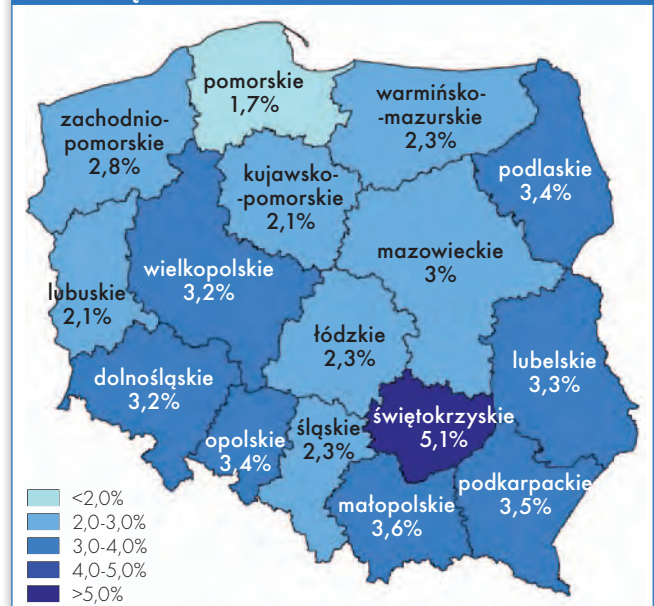 pomorskie
1,7%
warmińsko-
-mazurskie
2,3%
zachodnio-
pomorskie
2,8%
podlaskie
3,4%
kujawsko-
-pomorskie
2,1%
mazowieckie
3%
wielkopolskie
3,2%
lubuskie
2,1%
łódzkie
2,3%
lubelskie
3,3%
dolnośląskie
3,2%
świętokrzyskie
5,1%
opolskie
3,4%
śląskie
2,3%
małopolskie
3,6%
podkarpackie
3,5%
<2,0%
2,0-3,0%
3,0-4,0%
4,0-5,0%
>5,0%